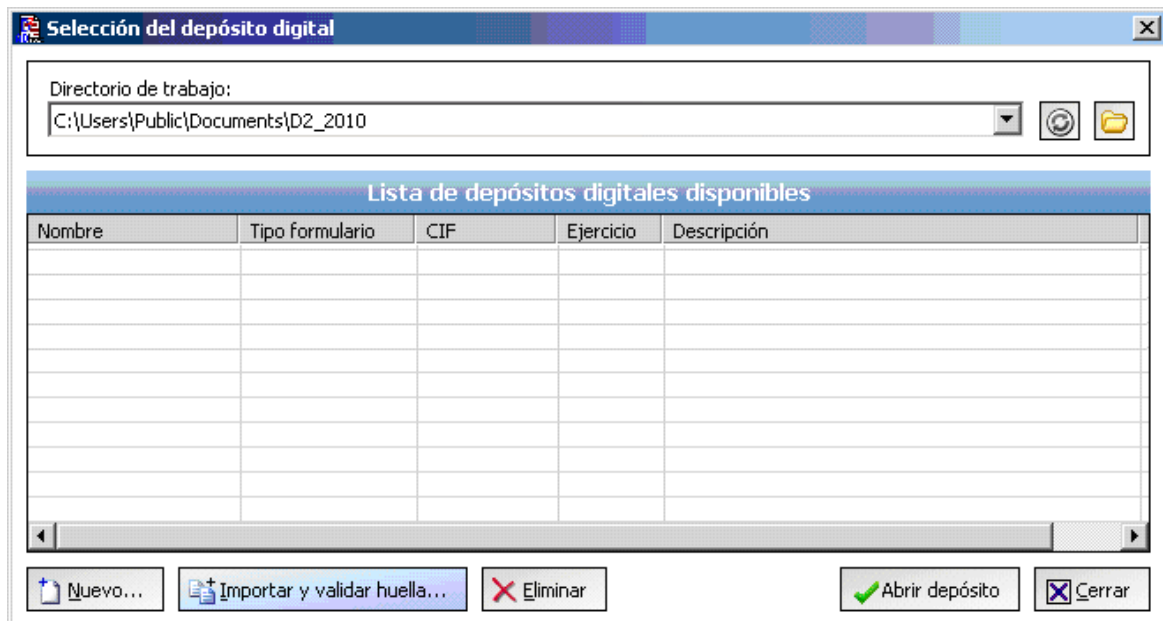 Selección del depósito digital
Directorio de trabajo:
C:\Users\Public\Documents\D2_2010
Lista de depósitos digitales disponibles
Nombre Tipo formulario CIF Ejercicio Descripción
Nuevo... Importar y validar huella... Eliminar Abrir depósito Cerrar